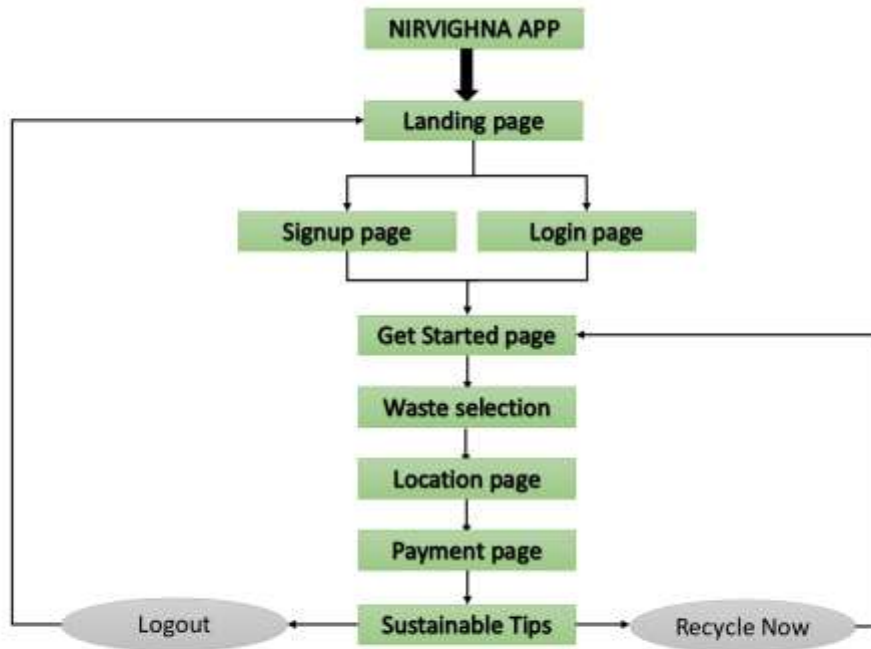 NIRVIGHNA APP
Landing page
Signup page
Login page
Get Started page
Waste selection
Location page
Payment page
Logout
Sustainable Tips
Recycle Now